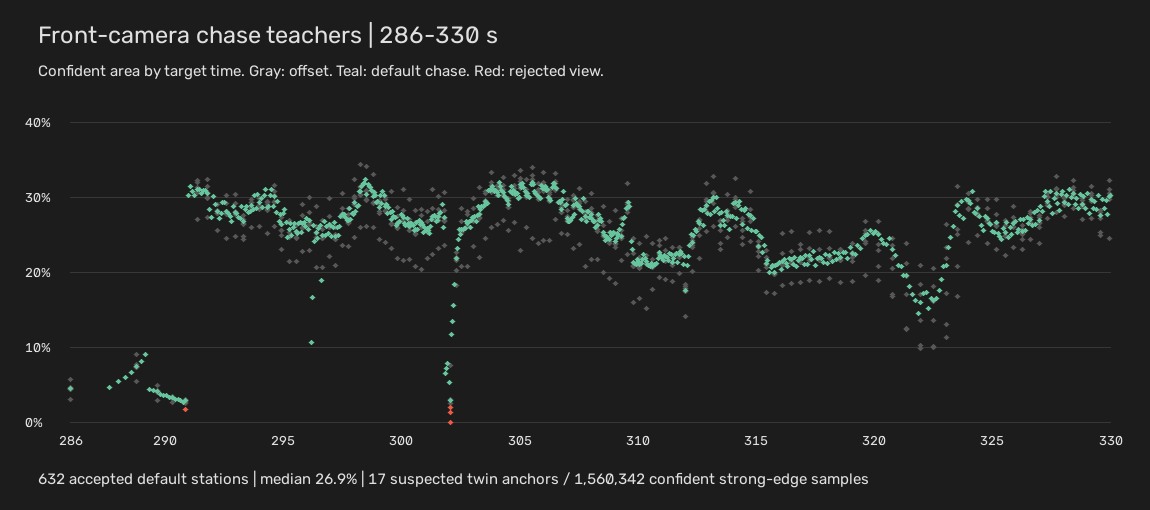 Front-camera chase teachers | 286-330 s
Confident area by target time. Gray: offset. Teal: default chase. Red: rejected view.
40%
30%
20%
10%
0%
286 290 295 300 305 310 315 320 325 330
632 accepted default stations | median 26.9% | 17 suspected twin anchors / 1,560,342 confident strong-edge samples